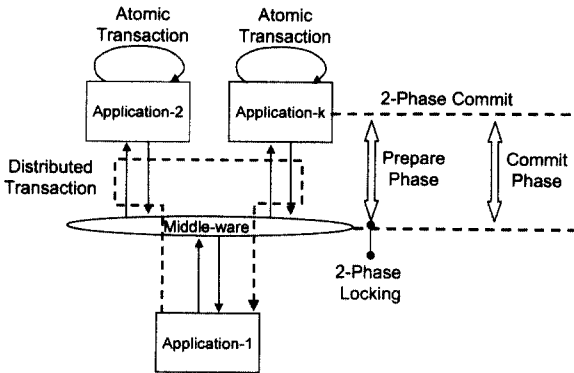 Atomic
Transaction
Atomic
Transaction
Application-2
Application-k
2-Phase Commit
Distributed
Transaction
Prepare
Phase
Commit
Phase
Middle-ware
2-Phase
Locking
Application-1